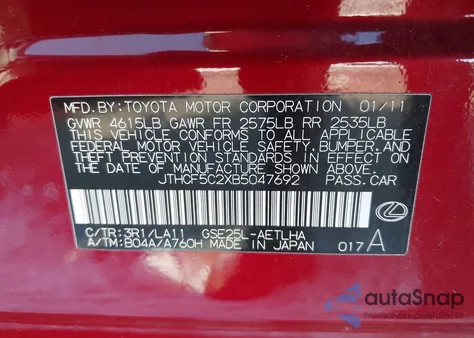 MFD. BY: TOYOTA MOTOR CORPORATION 01/11
GVWR 4615LB GAWR FR 2575LB RR 2535LB
THIS VEHICLE CONFORMS TO ALL APPLICABLE
FEDERAL MOTOR VEHICLE SAFETY, BUMPER, AND
THEFT PREVENTION STANDARDS IN EFFECT ON
THE DATE OF MANUFACTURE SHOWN ABOVE.
JTHCF5C2XB5047692 PASS. CAR
C/TR: 3R1/LA11 GSE25L-AETLHA
A/TM: B04A/A760H MADE IN JAPAN 017A
autoSnap